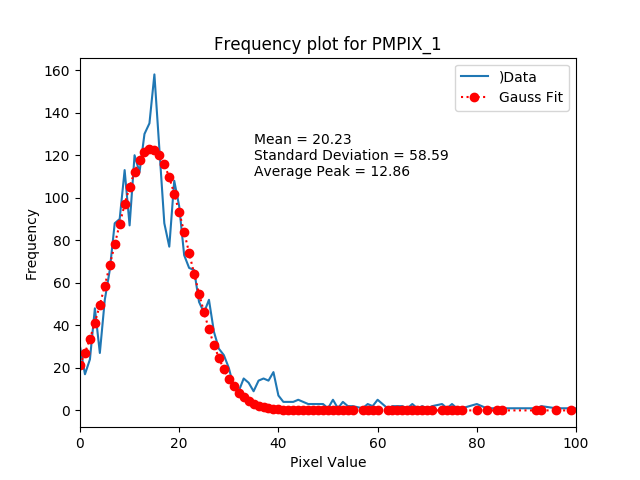 Frequency plot for PMPIX_1
)Data
Gauss Fit
Mean = 20.23
Standard Deviation = 58.59
Average Peak = 12.86
Frequency
160
140
120
100
80
60
40
20
0
0 20 40 60 80 100
Pixel Value